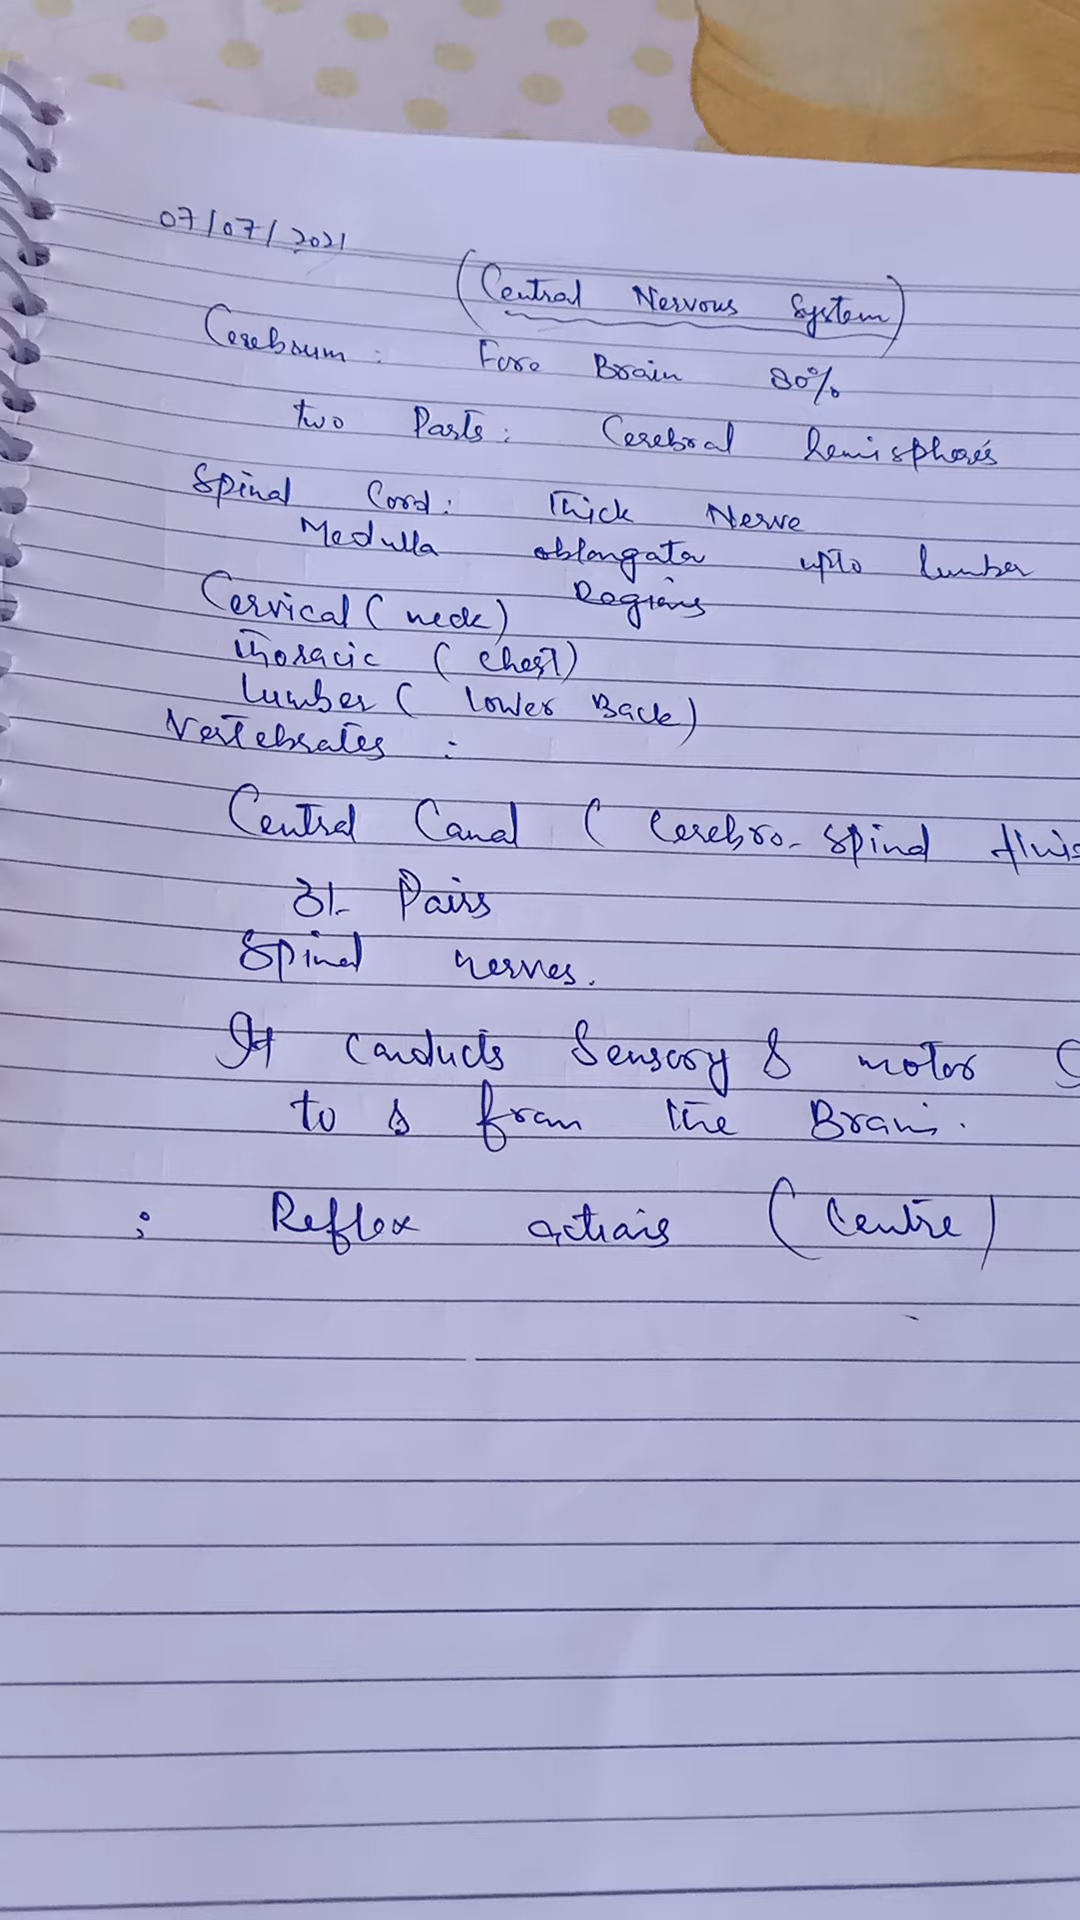 07/07/2021
(Central Nervous System)
Cerebrum : Fore Brain 80%
two Parts : Cerebral hemispheres
Spinal Cord : Thick Nerve
Medulla oblongata upto lumber
Regions
Cervical ( neck )
Thoracic ( chest )
Lumber ( lower Back )
Vertebrates :
Central Canal ( Cerebro-spinal
31 Pairs
Spinal nerves.
It conducts Sensory & motor
to & from the Brain.
; Reflex actions ( Centre )